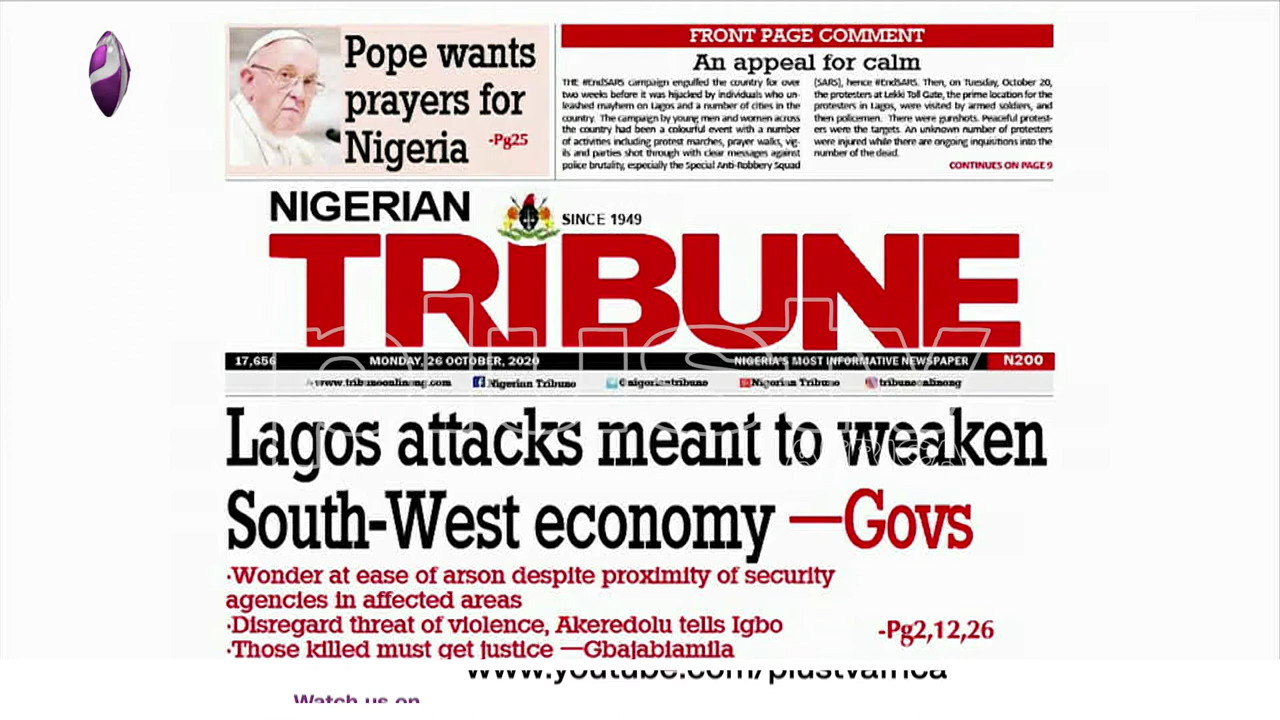 Pope wants
prayers for
Nigeria -Pg25
FRONT PAGE COMMENT
An appeal for calm
THE #EndSARS campaign engulfed the country for over
two weeks before it was hijacked by individuals who un-
leashed mayhem on Lagos and a number of cities in the
country. The campaign by young men and women across
the country had been a colourful event with a number
of activities including protest marches, prayer walks, vig-
ils and parties shot through with clear messages against
police brutality, especially the Special Anti-Robbery Squad
(SARS), hence #EndSARS. Then, on Tuesday, October 20,
the protesters at Lekki Toll Gate, the prime location for the
protesters in Lagos, were visited by armed soldiers, and
then policemen. There were gunshots. Peaceful protest-
ers were the targets. An unknown number of protesters
were injured while there are ongoing inquisitions into the
number of the dead.
CONTINUES ON PAGE 9
NIGERIAN
SINCE 1949
TRIBUNE
17,656 MONDAY, 26 OCTOBER, 2020 NIGERIA'S MOST INFORMATIVE NEWSPAPER N200
www.tribuneonlineng.com Nigerian Tribune @nigeriantribune Nigerian Tribune tribuneonlineng
plustv
Lagos attacks meant to weaken
South-West economy —Govs
·Wonder at ease of arson despite proximity of security
agencies in affected areas
·Disregard threat of violence, Akeredolu tells Igbo
·Those killed must get justice —Gbajabiamila
-Pg2,12,26
www.youtube.com/plustvafrica
Watch us on